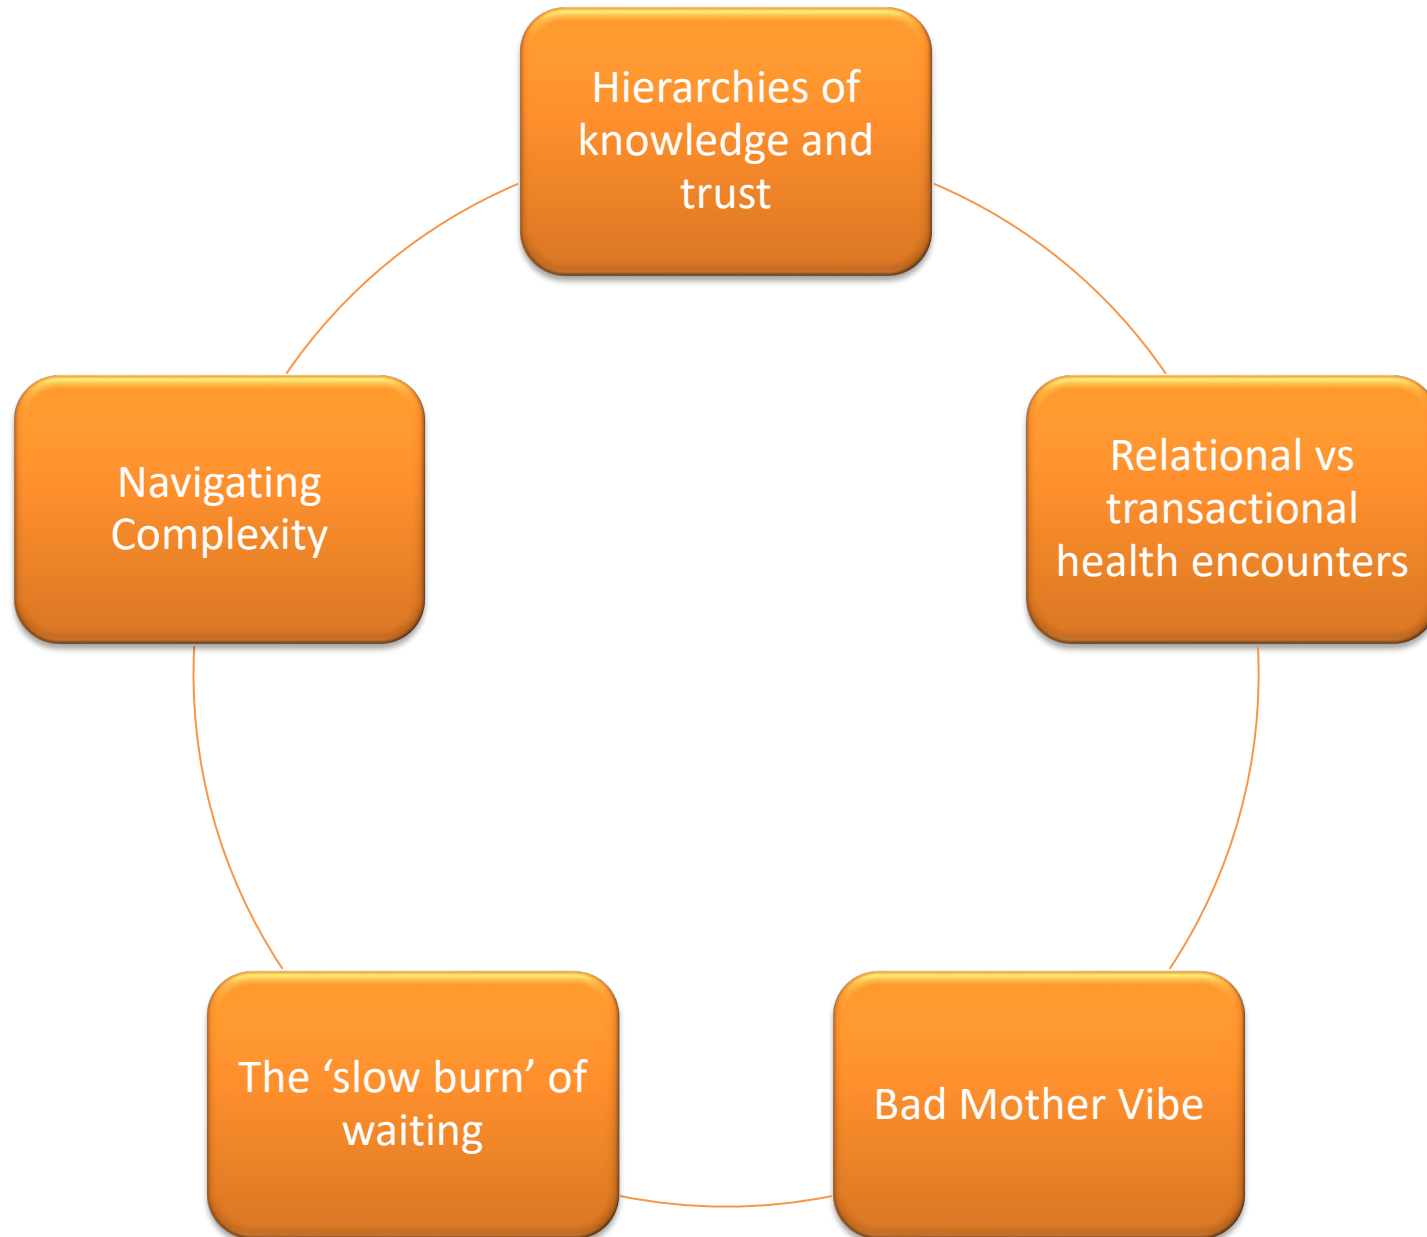 Hierarchies of
knowledge and
trust
Relational vs
transactional
health encounters
Bad Mother Vibe
The ‘slow burn’ of
waiting
Navigating
Complexity